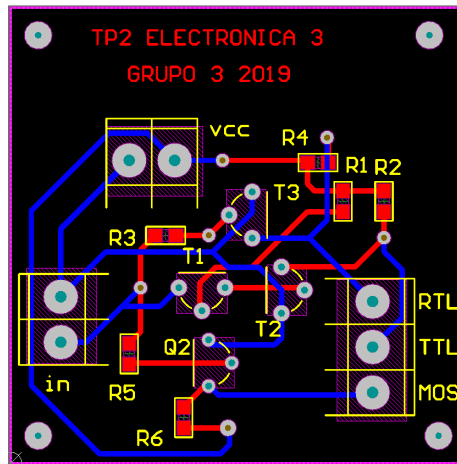 TP2 ELECTRONICA 3
GRUPO 3 2019
vcc
R4
R1
R2
T3
R3
T1
RTL
T2
TTL
Q2
in
R5
MOS
R6